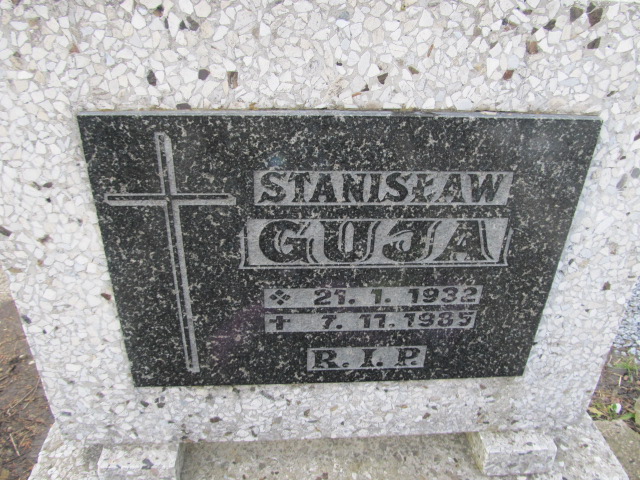 STANISŁAW
GUJA
✣ 21. 1. 1932
✝ 7. 11. 1985
R. I. P.